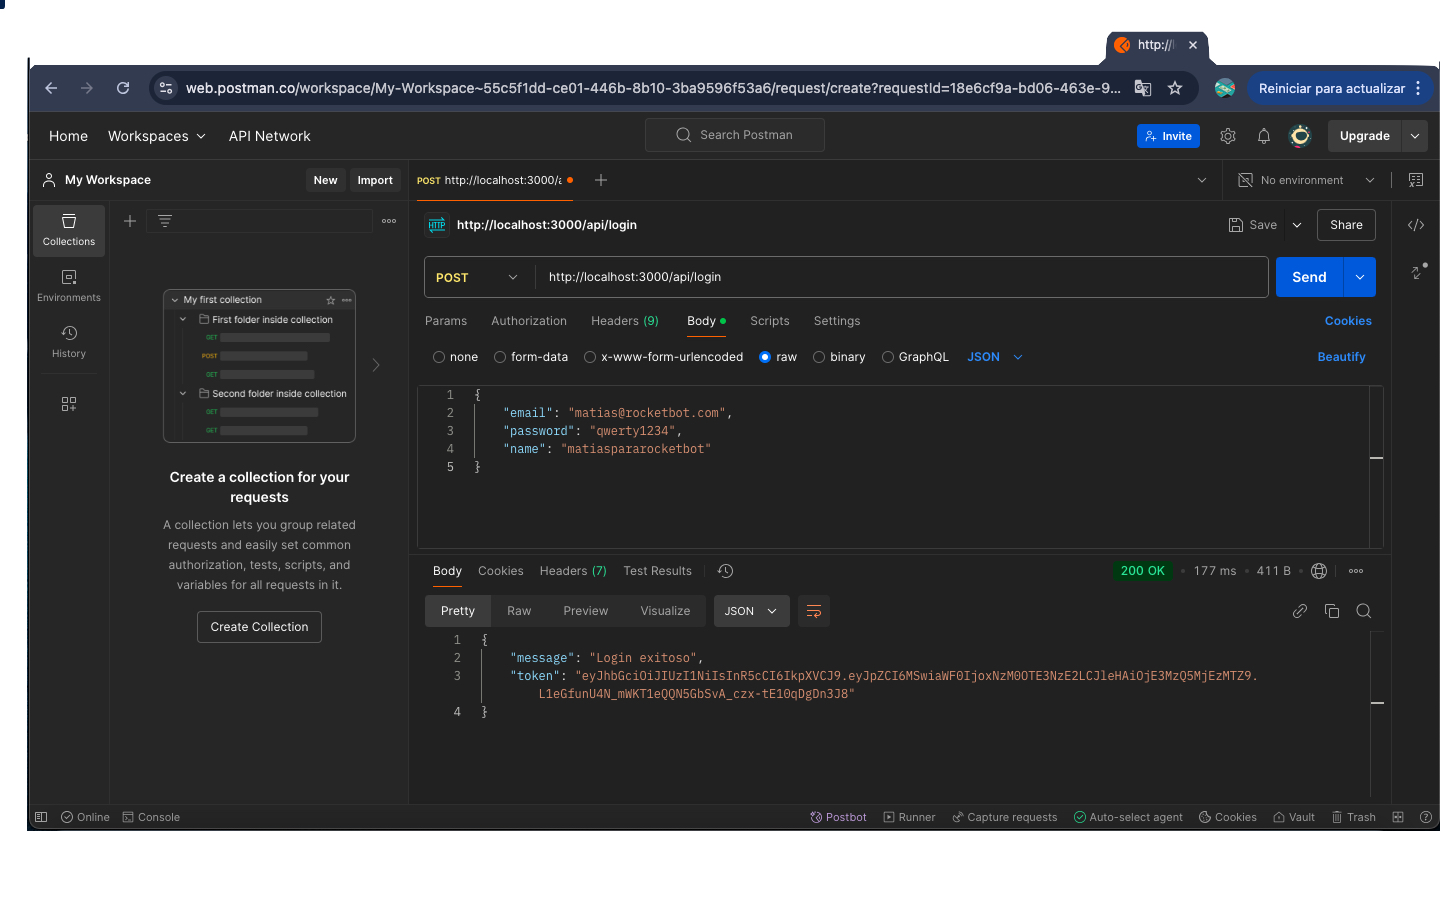 http://
web.postman.co/workspace/My-Workspace~55c5f1dd-ce01-446b-8b10-3ba9596f53a6/request/create?requestId=18e6cf9a-bd06-463e-9...
Reiniciar para actualizar
Home
Workspaces
API Network
Search Postman
Invite
Upgrade
My Workspace
New
Import
POST http://localhost:3000/a
No environment
Collections
Environments
History
HTTP http://localhost:3000/api/login
Save
Share
POST
http://localhost:3000/api/login
Send
Params
Authorization
Headers (9)
Body
Scripts
Settings
Cookies
none
form-data
x-www-form-urlencoded
raw
binary
GraphQL
JSON
Beautify
1 {
2 "email": "matias@rocketbot.com",
3 "password": "qwerty1234",
4 "name": "matiaspararocketbot"
5 }
My first collection
First folder inside collection
GET
POST
GET
Second folder inside collection
GET
GET
Create a collection for your
requests
A collection lets you group related
requests and easily set common
authorization, tests, scripts, and
variables for all requests in it.
Create Collection
Body
Cookies
Headers (7)
Test Results
200 OK
177 ms
411 B
Pretty
Raw
Preview
Visualize
JSON
1 {
2 "message": "Login exitoso",
3 "token": "eyJhbGciOiJIUzI1NiIsInR5cCI6IkpXVCJ9.eyJpZCI6MSwiaWF0IjoxNzM0OTE3NzE2LCJleHAiOjE3MzQ5MjEzMTZ9.
L1eGfunU4N_mWKT1eQQN5GbSvA_czx-tE10qDgDn3J8"
4 }
Online
Console
Postbot
Runner
Capture requests
Auto-select agent
Cookies
Vault
Trash